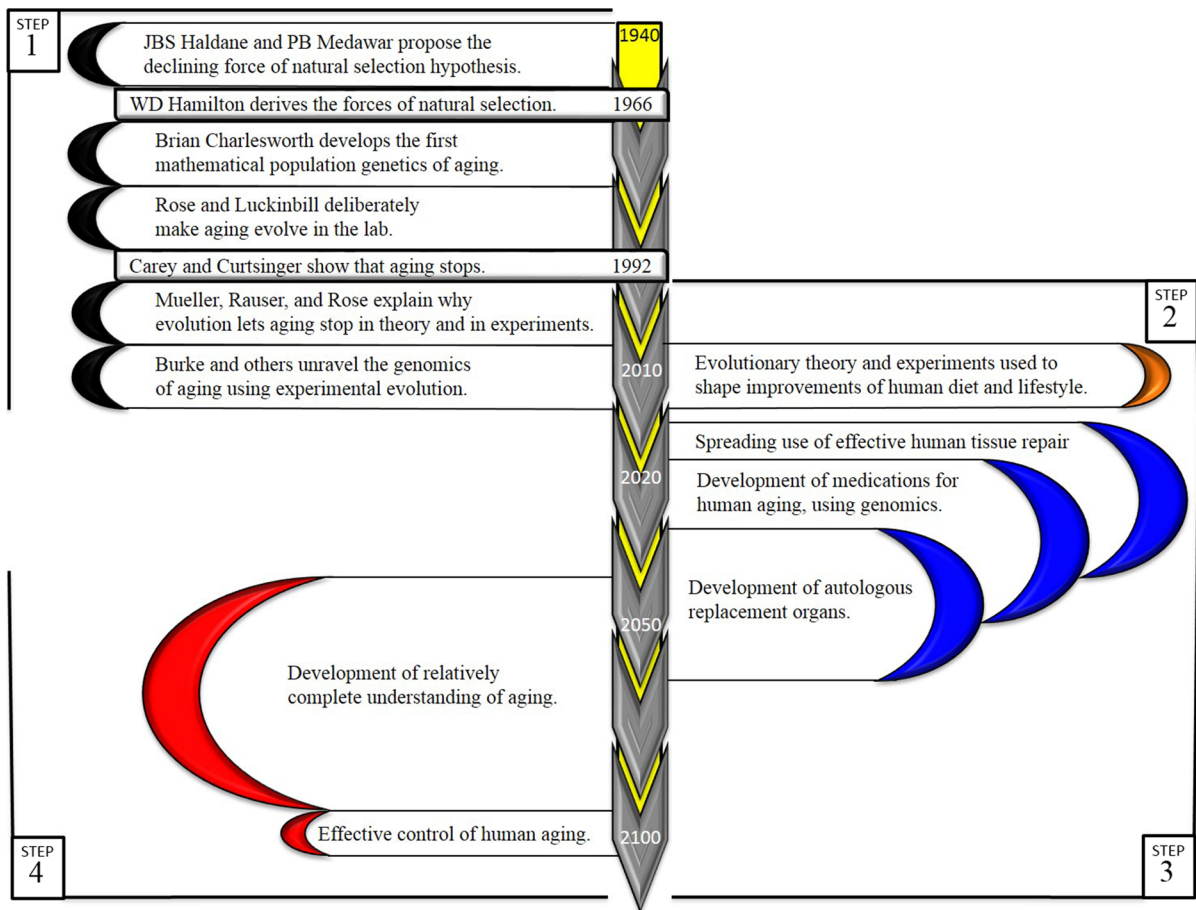 STEP
1
JBS Haldane and PB Medawar propose the
declining force of natural selection hypothesis.
1940
WD Hamilton derives the forces of natural selection. 1966
Brian Charlesworth develops the first
mathematical population genetics of aging.
Rose and Luckinbill deliberately
make aging evolve in the lab.
Carey and Curtsinger show that aging stops. 1992
Mueller, Rauser, and Rose explain why
evolution lets aging stop in theory and in experiments.
Burke and others unravel the genomics
of aging using experimental evolution.
2010
STEP
2
Evolutionary theory and experiments used to
shape improvements of human diet and lifestyle.
Spreading use of effective human tissue repair
2020
Development of medications for
human aging, using genomics.
Development of autologous
replacement organs.
2050
Development of relatively
complete understanding of aging.
Effective control of human aging.
2100
STEP
4
STEP
3